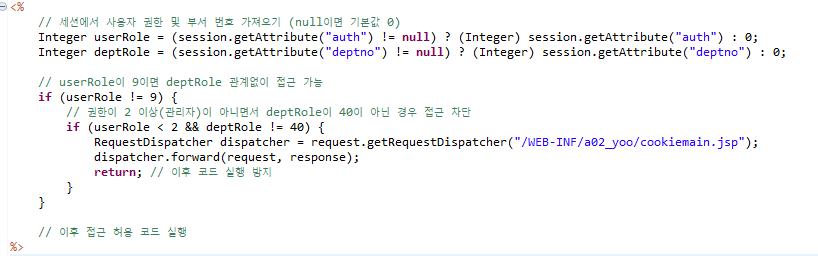 <%
// 세션에서 사용자 권한 및 부서 번호 가져오기 (null이면 기본값 0)
Integer userRole = (session.getAttribute("auth") != null) ? (Integer) session.getAttribute("auth") : 0;
Integer deptRole = (session.getAttribute("deptno") != null) ? (Integer) session.getAttribute("deptno") : 0;
// userRole이 9이면 deptRole 관계없이 접근 가능
if (userRole != 9) {
// 권한이 2 이상(관리자)이 아니면서 deptRole이 40이 아닌 경우 접근 차단
if (userRole < 2 && deptRole != 40) {
RequestDispatcher dispatcher = request.getRequestDispatcher("/WEB-INF/a02_yoo/cookiemain.jsp");
dispatcher.forward(request, response);
return; // 이후 코드 실행 방지
}
}
// 이후 접근 허용 코드 실행
%>